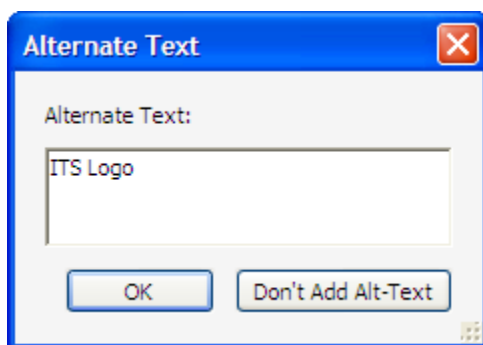 Alternate Text
Alternate Text:
ITS Logo
OK
Don't Add Alt-Text